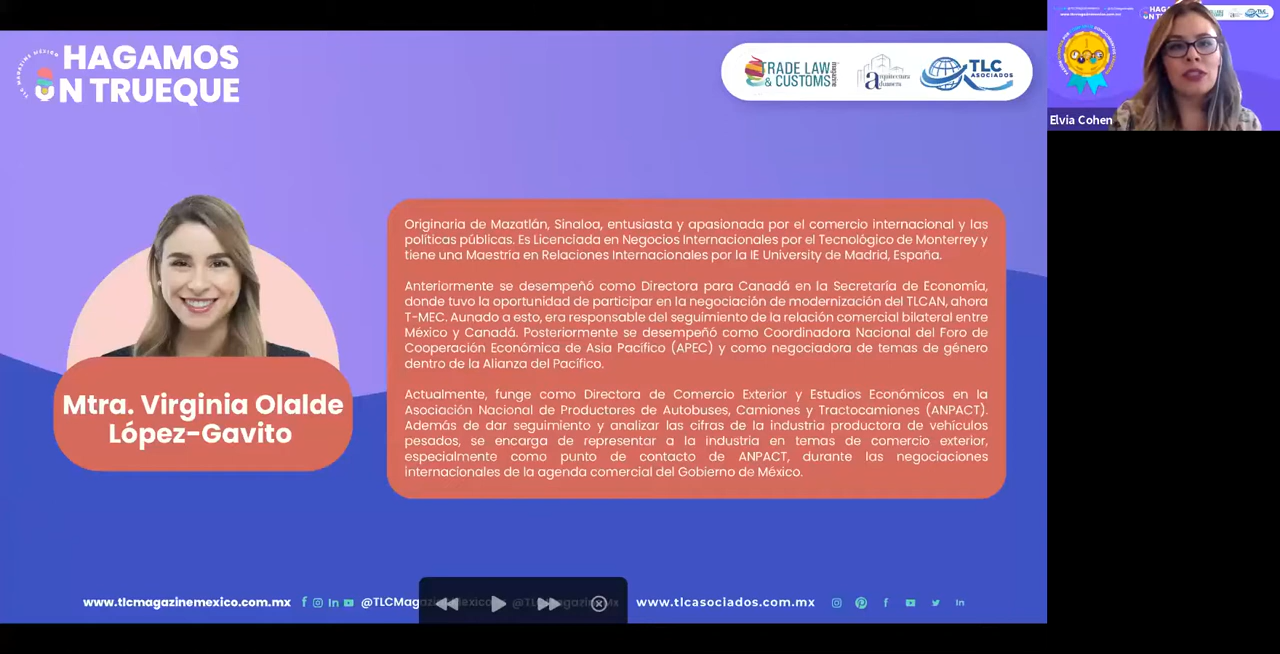 TLC MAGAZINE MÉXICO
HAGAMOS
UN TRUEQUE
TRADE LAW
& CUSTOMS
magazine
arquitectura
aduanera
TLC
ASOCIADOS
Elvia Cohen
Originaria de Mazatlán, Sinaloa, entusiasta y apasionada por el comercio internacional y las
políticas públicas. Es Licenciada en Negocios Internacionales por el Tecnológico de Monterrey y
tiene una Maestría en Relaciones Internacionales por la IE University de Madrid, España.
Anteriormente se desempeñó como Directora para Canadá en la Secretaría de Economía,
donde tuvo la oportunidad de participar en la negociación de modernización del TLCAN, ahora
T-MEC. Aunado a esto, era responsable del seguimiento de la relación comercial bilateral entre
México y Canadá. Posteriormente se desempeñó como Coordinadora Nacional del Foro de
Cooperación Económica de Asia Pacífico (APEC) y como negociadora de temas de género
dentro de la Alianza del Pacífico.
Actualmente, funge como Directora de Comercio Exterior y Estudios Económicos en la
Asociación Nacional de Productores de Autobuses, Camiones y Tractocamiones (ANPACT).
Además de dar seguimiento y analizar las cifras de la industria productora de vehículos
pesados, se encarga de representar a la industria en temas de comercio exterior,
especialmente como punto de contacto de ANPACT, durante las negociaciones
internacionales de la agenda comercial del Gobierno de México.
Mtra. Virginia Olalde
López-Gavito
www.tlcmagazinemexico.com.mx
@TLCMagazineMexico
@TLCMagazineMx
www.tlcasociados.com.mx